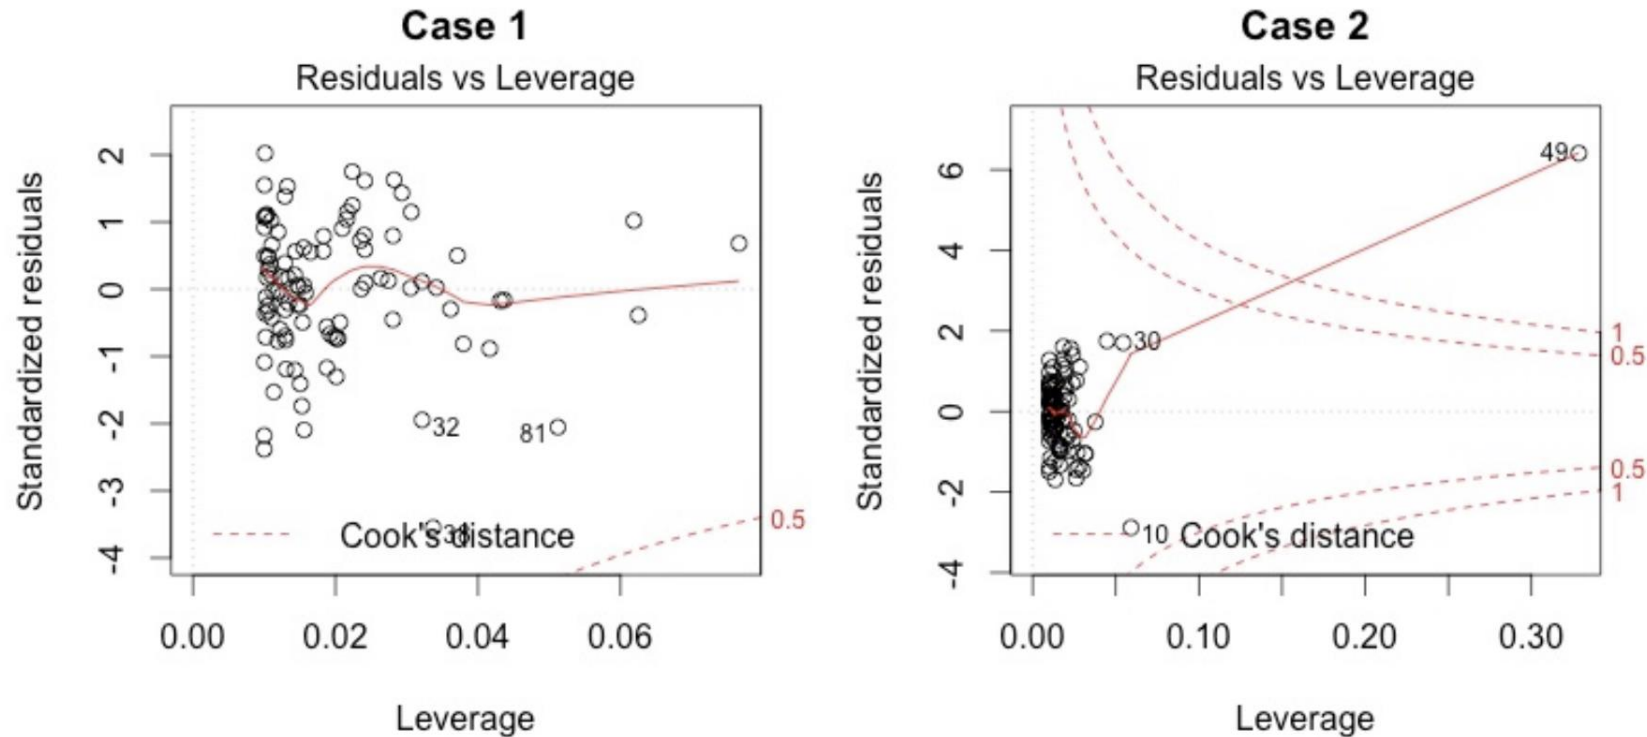 Case 1
Residuals vs Leverage
Standardized residuals
2
1
0
-1
-2
-3
-4
32
81
38
Cook's distance
0.5
0.00 0.02 0.04 0.06
Leverage
Case 2
Residuals vs Leverage
Standardized residuals
6
4
2
0
-2
-4
49
30
10
Cook's distance
1
0.5
0.5
1
0.00 0.10 0.20 0.30
Leverage